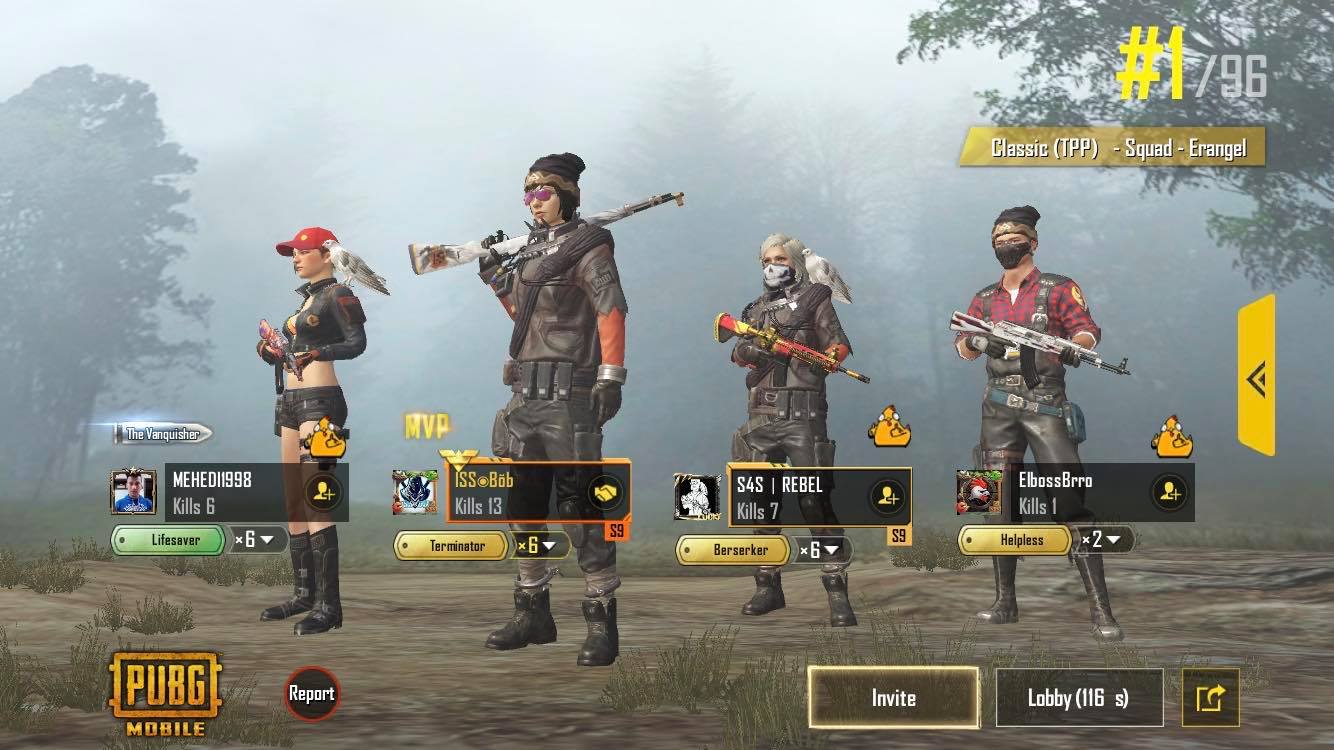 #1/96
Classic (TPP) - Squad - Erangel
The Vanquisher
MVP
MEHEDI1998
Kills 6
Lifesaver
×6
ISS◉Böb
Kills 13
S9
Terminator
×6
S4S | REBEL
Kills 7
S9
Berserker
×6
ElbossBrro
Kills 1
Helpless
×2
PUBG
MOBILE
Report
Invite
Lobby (116 s)